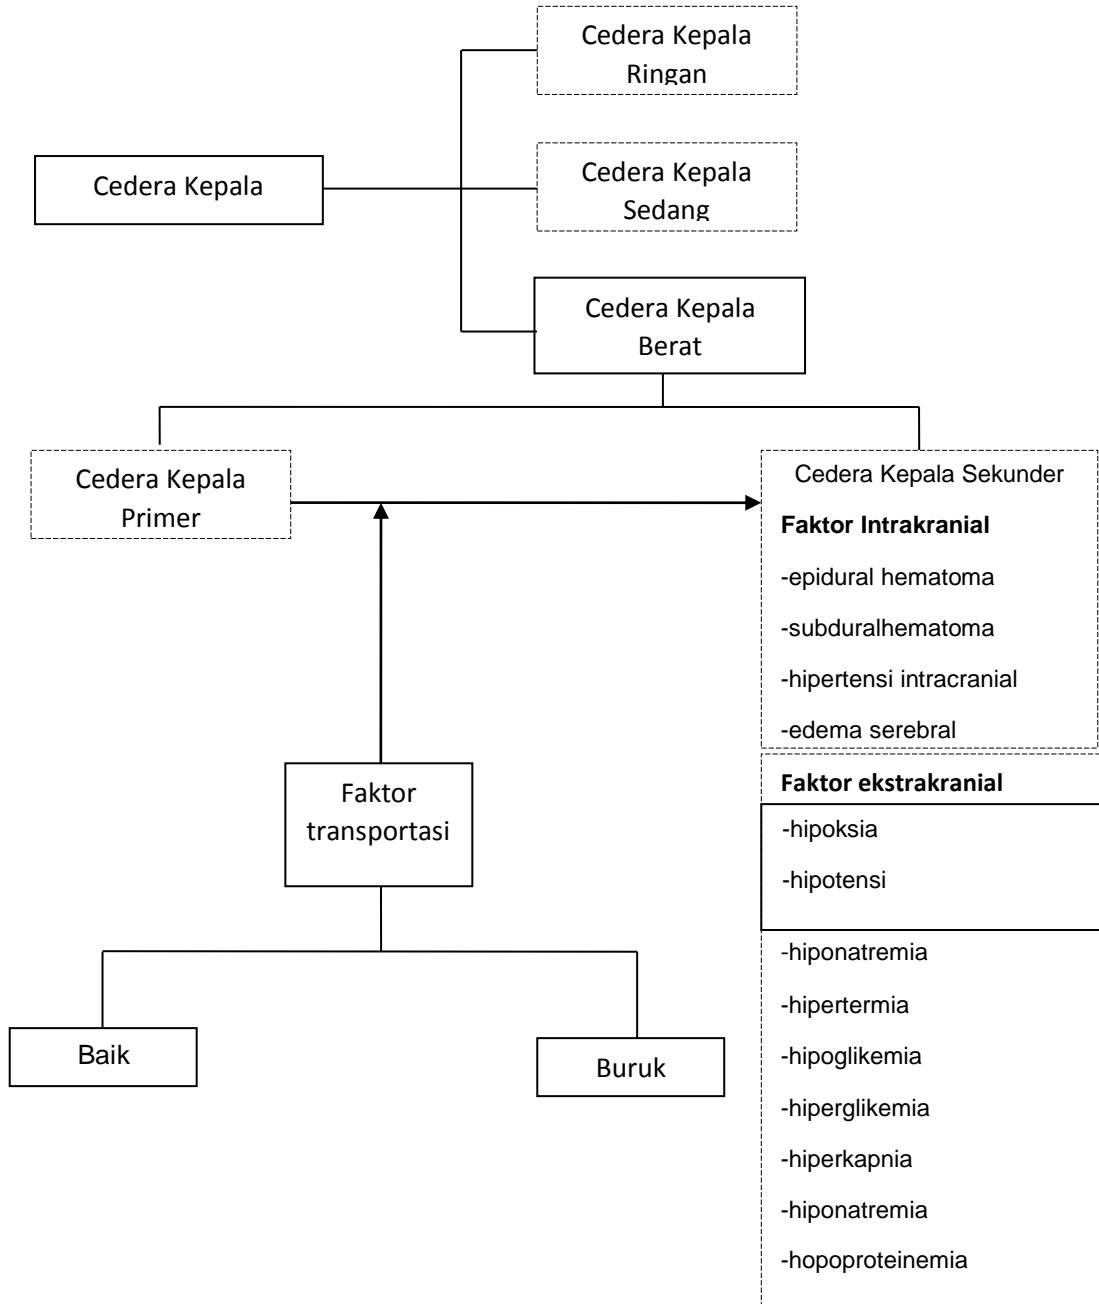 Cedera Kepala
Ringan
Cedera Kepala
Cedera Kepala
Sedang
Cedera Kepala
Berat
Cedera Kepala
Primer
Cedera Kepala Sekunder
Faktor Intrakranial
-epidural hematoma
-subduralhematoma
-hipertensi intracranial
-edema serebral
Faktor ekstrakranial
-hipoksia
-hipotensi
-hiponatremia
-hipertermia
-hipoglikemia
-hiperglikemia
-hiperkapnia
-hiponatremia
-hopoproteinemia
Faktor
transportasi
Baik
Buruk